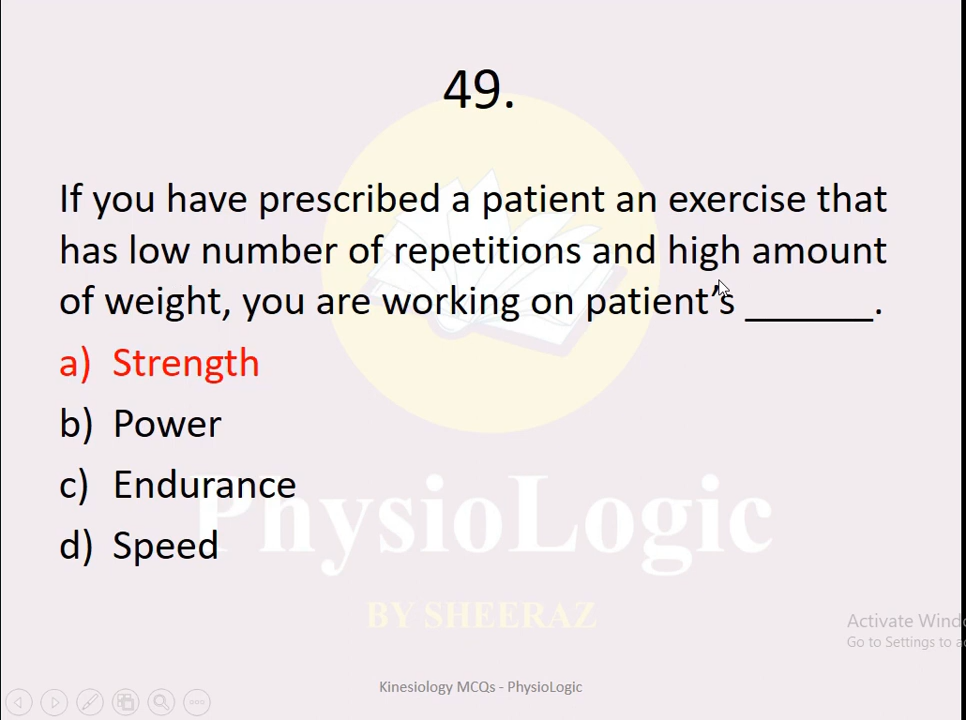 49.
If you have prescribed a patient an exercise that
has low number of repetitions and high amount
of weight, you are working on patient’s ______.
a) Strength
b) Power
c) Endurance
d) Speed
PhysioLogic
BY SHEERAZ
Activate
Go to Settings to
Kinesiology MCQs - PhysioLogic